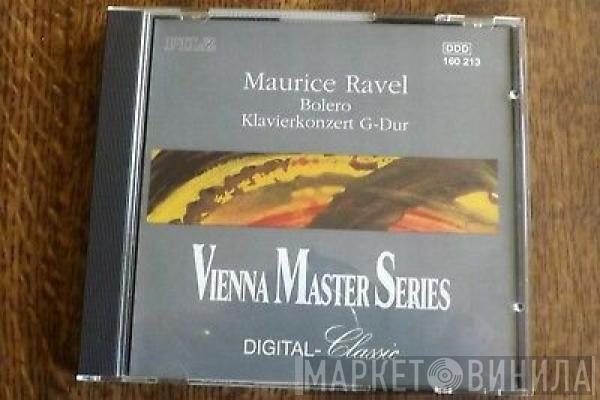 PILZ
DDD
160 213
Maurice Ravel
Bolero
Klavierkonzert G-Dur
VIENNA MASTER SERIES
DIGITAL- Classic
МАРКЕТ ВИНИЛА